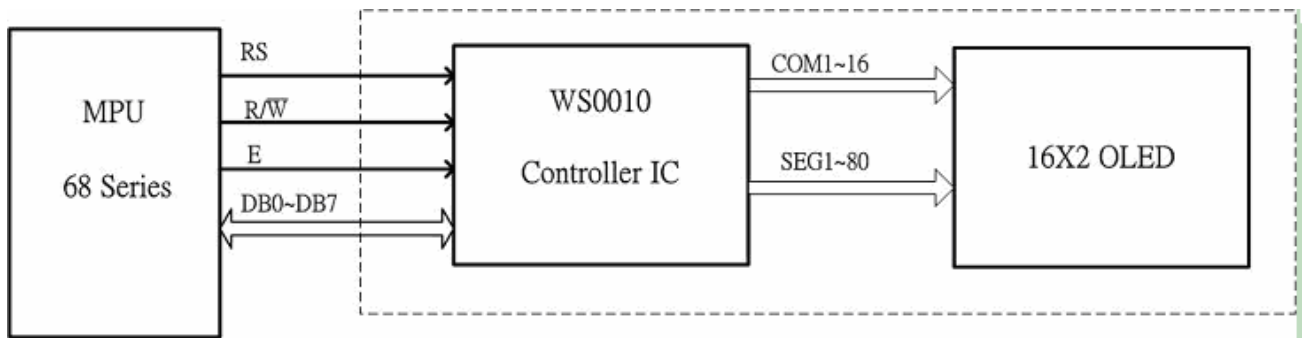 MPU
68 Series
RS
R/W̅
E
DB0~DB7
WS0010
Controller IC
COM1~16
SEG1~80
16X2 OLED